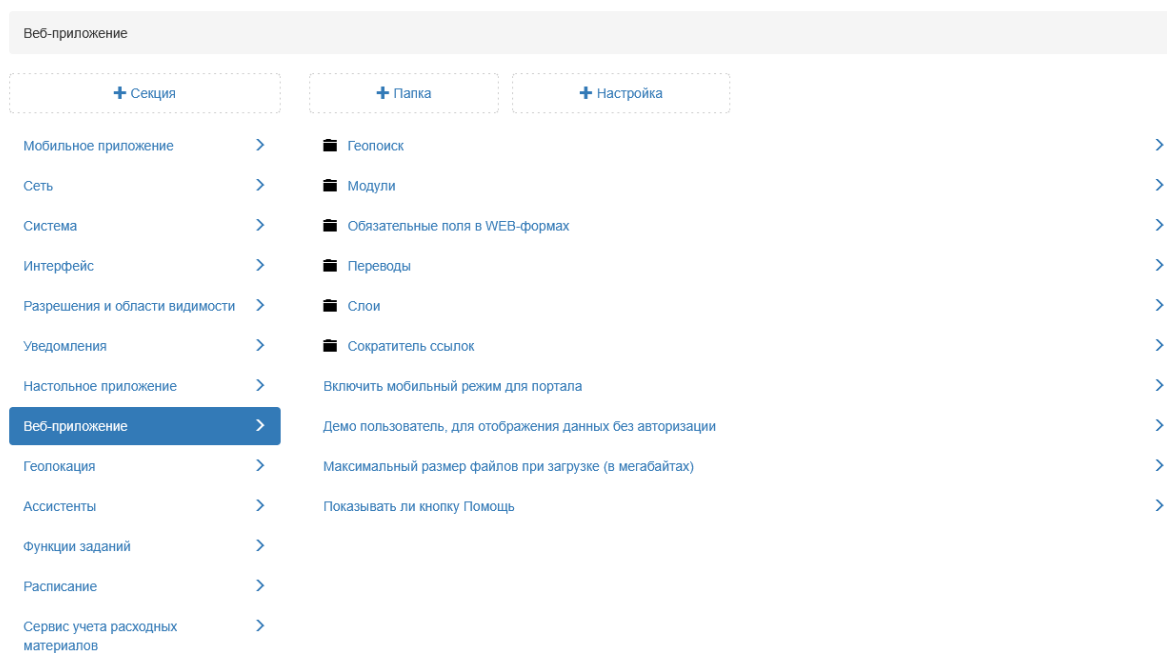 Веб-приложение
Секция
Папка
Настройка
Мобильное приложение
Сеть
Система
Интерфейс
Разрешения и области видимости
Уведомления
Настольное приложение
Веб-приложение
Геолокация
Ассистенты
Функции заданий
Расписание
Сервис учета расходных
материалов
Геопоиск
Модули
Обязательные поля в WEB-формах
Переводы
Слои
Сократитель ссылок
Включить мобильный режим для портала
Демо пользователь, для отображения данных без авторизации
Максимальный размер файлов при загрузке (в мегабайтах)
Показывать ли кнопку Помощь